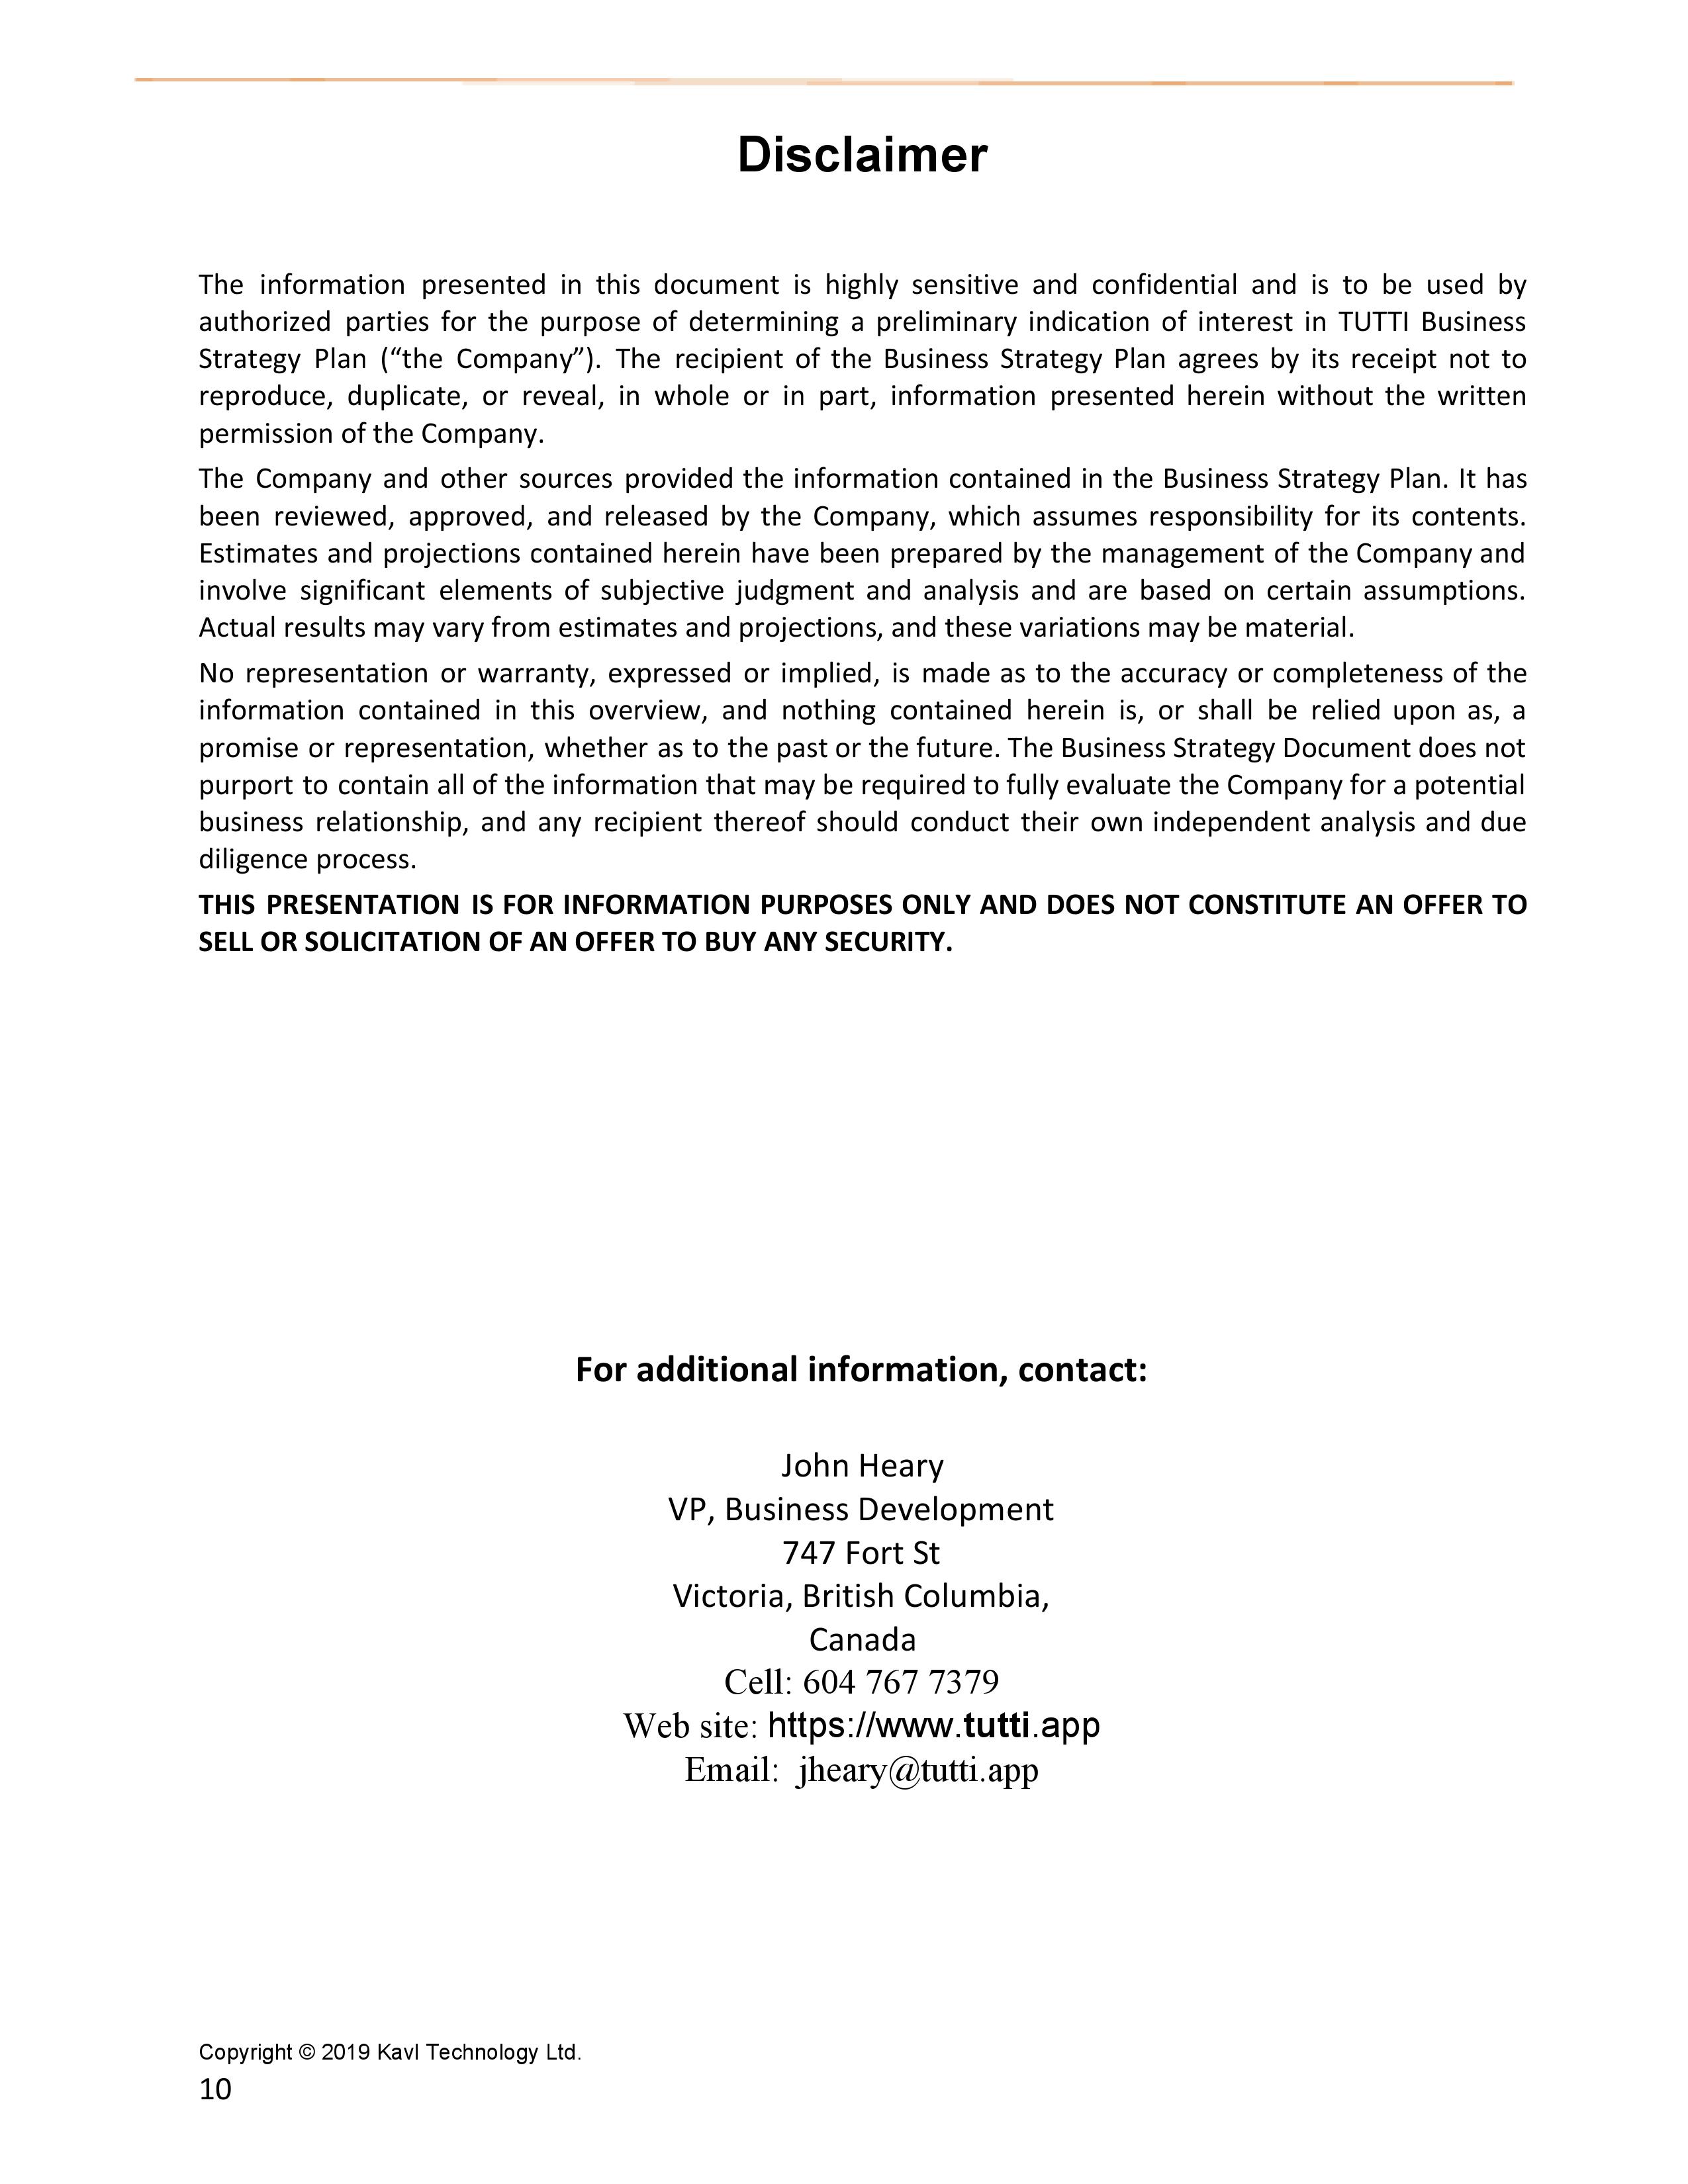 Disclaimer
The information presented in this document is highly sensitive and confidential and is to be used by
authorized parties for the purpose of determining a preliminary indication of interest in TUTTI Business
Strategy Plan (“the Company”). The recipient of the Business Strategy Plan agrees by its receipt not to
reproduce, duplicate, or reveal, in whole or in part, information presented herein without the written
permission of the Company.
The Company and other sources provided the information contained in the Business Strategy Plan. It has
been reviewed, approved, and released by the Company, which assumes responsibility for its contents.
Estimates and projections contained herein have been prepared by the management of the Company and
involve significant elements of subjective judgment and analysis and are based on certain assumptions.
Actual results may vary from estimates and projections, and these variations may be material.
No representation or warranty, expressed or implied, is made as to the accuracy or completeness of the
information contained in this overview, and nothing contained herein is, or shall be relied upon as, a
promise or representation, whether as to the past or the future. The Business Strategy Document does not
purport to contain all of the information that may be required to fully evaluate the Company for a potential
business relationship, and any recipient thereof should conduct their own independent analysis and due
diligence process.
THIS PRESENTATION IS FOR INFORMATION PURPOSES ONLY AND DOES NOT CONSTITUTE AN OFFER TO
SELL OR SOLICITATION OF AN OFFER TO BUY ANY SECURITY.
For additional information, contact:
John Heary
VP, Business Development
747 Fort St
Victoria, British Columbia,
Canada
Cell: 604 767 7379
Web site: https://www.tutti.app
Email:  jheary@tutti.app
Copyright © 2019 Kavl Technology Ltd.
10